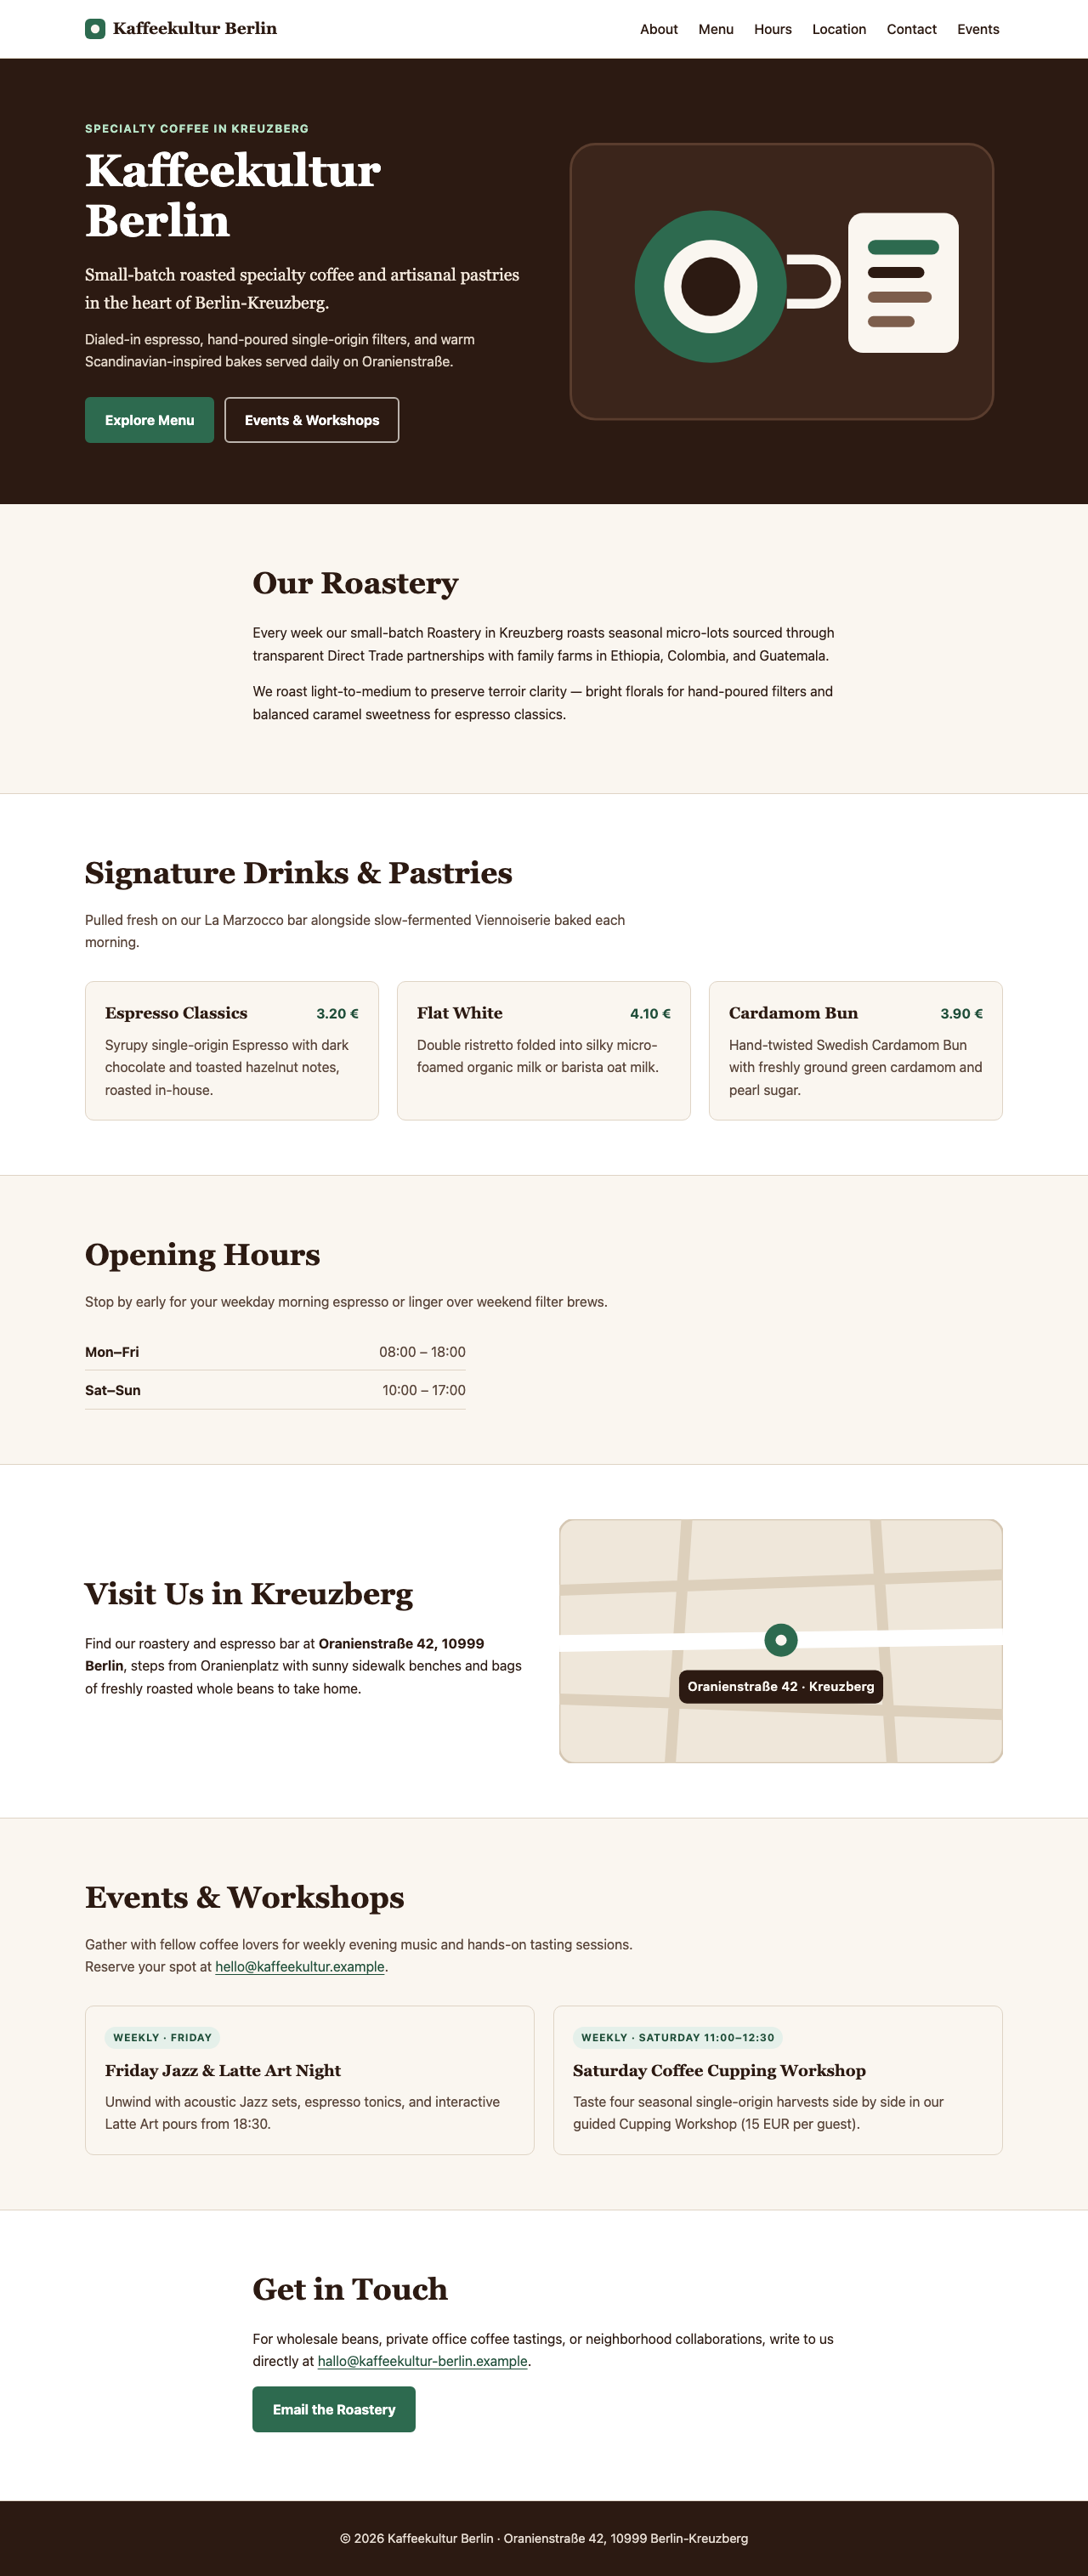 Kaffeekultur Berlin
About Menu Hours Location Contact Events
SPECIALTY COFFEE IN KREUZBERG
Kaffeekultur
Berlin
Small-batch roasted specialty coffee and artisanal pastries
in the heart of Berlin-Kreuzberg.
Dialed-in espresso, hand-poured single-origin filters, and warm
Scandinavian-inspired bakes served daily on Oranienstraße.
Explore Menu
Events & Workshops
Our Roastery
Every week our small-batch Roastery in Kreuzberg roasts seasonal micro-lots sourced through
transparent Direct Trade partnerships with family farms in Ethiopia, Colombia, and Guatemala.
We roast light-to-medium to preserve terroir clarity — bright florals for hand-poured filters and
balanced caramel sweetness for espresso classics.
Signature Drinks & Pastries
Pulled fresh on our La Marzocco bar alongside slow-fermented Viennoiserie baked each
morning.
Espresso Classics 3.20 €
Syrupy single-origin Espresso with dark
chocolate and toasted hazelnut notes,
roasted in-house.
Flat White 4.10 €
Double ristretto folded into silky micro-
foamed organic milk or barista oat milk.
Cardamom Bun 3.90 €
Hand-twisted Swedish Cardamom Bun
with freshly ground green cardamom and
pearl sugar.
Opening Hours
Stop by early for your weekday morning espresso or linger over weekend filter brews.
Mon–Fri 08:00 – 18:00
Sat–Sun 10:00 – 17:00
Visit Us in Kreuzberg
Find our roastery and espresso bar at Oranienstraße 42, 10999
Berlin, steps from Oranienplatz with sunny sidewalk benches and bags
of freshly roasted whole beans to take home.
Oranienstraße 42 · Kreuzberg
Events & Workshops
Gather with fellow coffee lovers for weekly evening music and hands-on tasting sessions.
Reserve your spot at hello@kaffeekultur.example.
WEEKLY · FRIDAY
Friday Jazz & Latte Art Night
Unwind with acoustic Jazz sets, espresso tonics, and interactive
Latte Art pours from 18:30.
WEEKLY · SATURDAY 11:00–12:30
Saturday Coffee Cupping Workshop
Taste four seasonal single-origin harvests side by side in our
guided Cupping Workshop (15 EUR per guest).
Get in Touch
For wholesale beans, private office coffee tastings, or neighborhood collaborations, write to us
directly at hallo@kaffeekultur-berlin.example.
Email the Roastery
© 2026 Kaffeekultur Berlin · Oranienstraße 42, 10999 Berlin-Kreuzberg